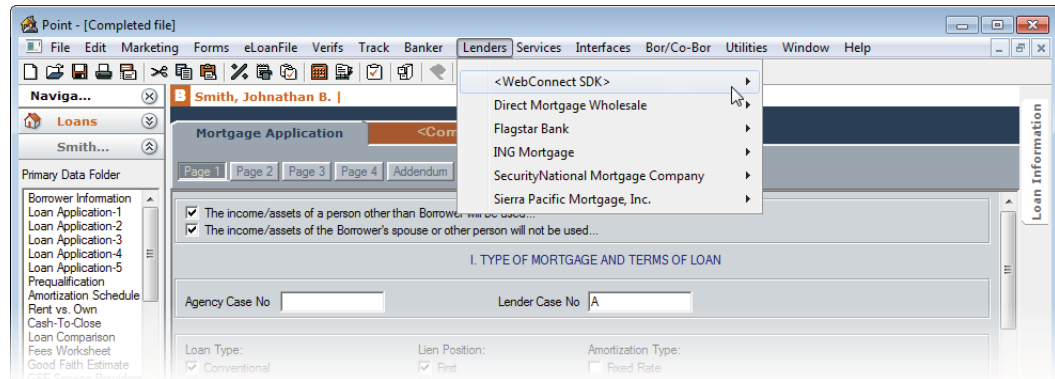 Point - [Completed file]
File Edit Marketing Forms eLoanFile Verifs Track Banker Lenders Services Interfaces Bor/Co-Bor Utilities Window Help
Naviga...
Loans
Smith...
Primary Data Folder
Borrower Information
Loan Application-1
Loan Application-2
Loan Application-3
Loan Application-4
Loan Application-5
Prequalification
Amortization Schedule
Rent vs. Own
Cash-To-Close
Loan Comparison
Fees Worksheet
Good Faith Estimate
B Smith, Johnathan B. |
<WebConnect SDK>
Direct Mortgage Wholesale
Flagstar Bank
ING Mortgage
SecurityNational Mortgage Company
Sierra Pacific Mortgage, Inc.
Mortgage Application <Com
Page 1 Page 2 Page 3 Page 4 Addendum
The income/assets of a person other than Borrower will be used...
The income/assets of the Borrower's spouse or other person will not be used...
I. TYPE OF MORTGAGE AND TERMS OF LOAN
Agency Case No Lender Case No A
Loan Type: Lien Position: Amortization Type:
Conventional First Fixed Rate
Loan Information